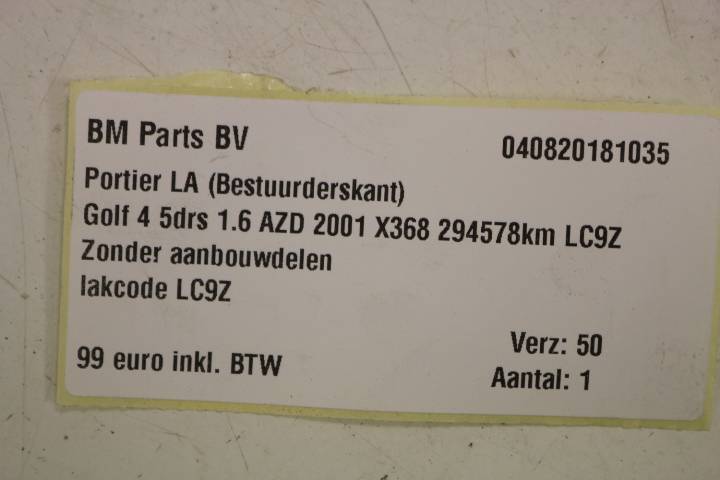 BM Parts BV 040820181035
Portier LA (Bestuurderskant)
Golf 4 5drs 1.6 AZD 2001 X368 294578km LC9Z
Zonder aanbouwdelen
lakcode LC9Z
Verz: 50
99 euro inkl. BTW Aantal: 1